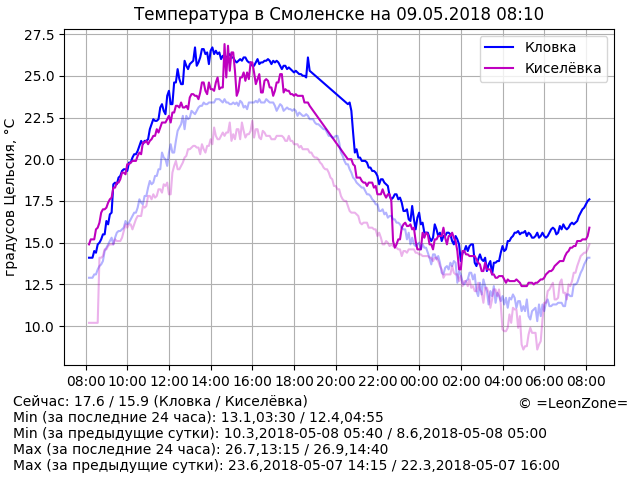 Температура в Смоленске на 09.05.2018 08:10
градусов Цельсия, °C
27.5
25.0
22.5
20.0
17.5
15.0
12.5
10.0
Кловка
Киселёвка
08:00 10:00 12:00 14:00 16:00 18:00 20:00 22:00 00:00 02:00 04:00 06:00 08:00
Сейчас: 17.6 / 15.9 (Кловка / Киселёвка)
© =LeonZone=
Min (за последние 24 часа): 13.1,03:30 / 12.4,04:55
Min (за предыдущие сутки): 10.3,2018-05-08 05:40 / 8.6,2018-05-08 05:00
Max (за последние 24 часа): 26.7,13:15 / 26.9,14:40
Max (за предыдущие сутки): 23.6,2018-05-07 14:15 / 22.3,2018-05-07 16:00